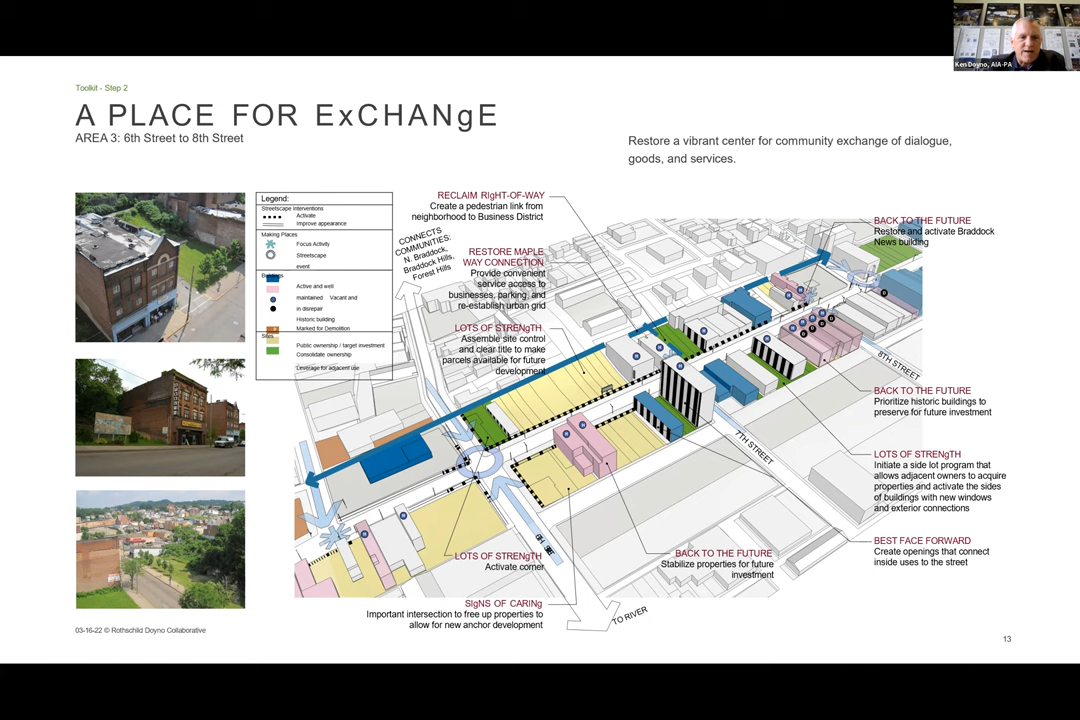 Ken Doyno, AIA-PA
Toolkit - Step 2
A PLACE FOR ExCHANgE
AREA 3: 6th Street to 8th Street
Restore a vibrant center for community exchange of dialogue,
goods, and services.
Legend:
Streetscape Interventions
Activate
Improve appearance
Making Places
Focus Activity
Streetscape
event
Buildings
Active and well
maintained Vacant and
in disrepair
Historic building
Marked for Demolition
Sites
Public ownership / target investment
Consolidate ownership
Leverage for adjacent use
CONNECTS
COMMUNITIES:
N. Braddock,
Braddock Hills,
Forest Hills
RECLAIM RIgHT-OF-WAY
Create a pedestrian link from
neighborhood to Business District
RESTORE MAPLE
WAY CONNECTION
Provide convenient
service access to
businesses, parking, and
re-establish urban grid
LOTS OF STRENgTH
Assemble site control
and clear title to make
parcels available for future
development
BACK TO THE FUTURE
Restore and activate Braddock
News building
8TH STREET
BACK TO THE FUTURE
Prioritize historic buildings to
preserve for future investment
7TH STREET
LOTS OF STRENgTH
Initiate a side lot program that
allows adjacent owners to acquire
properties and activate the sides
of buildings with new windows
and exterior connections
BEST FACE FORWARD
Create openings that connect
inside uses to the street
LOTS OF STRENgTH
Activate corner
BACK TO THE FUTURE
Stabilize properties for future
investment
SIgNS OF CARINg
Important intersection to free up properties to
allow for new anchor development
TO RIVER
03-16-22 © Rothschild Doyno Collaborative
13